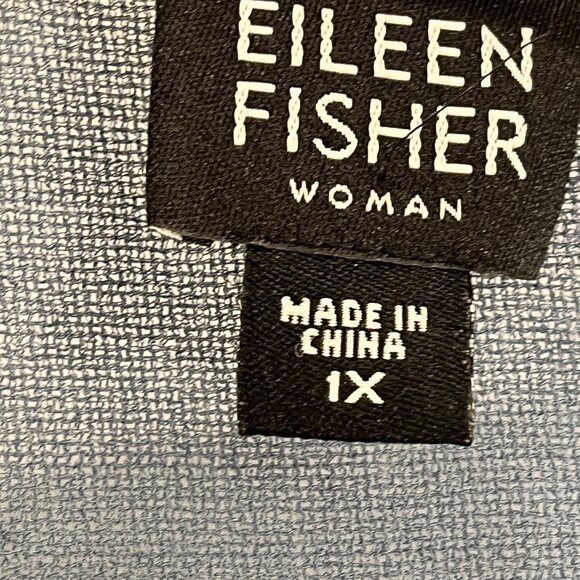 EILEEN
FISHER
WOMAN
MADE IN
CHINA
1X